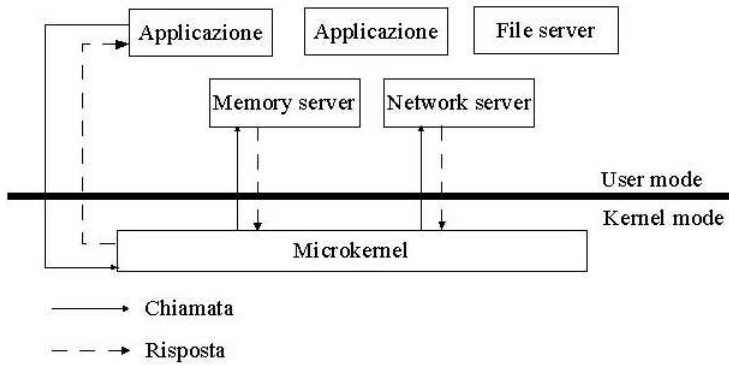 Applicazione
Applicazione
File server
Memory server
Network server
User mode
Kernel mode
Microkernel
Chiamata
Risposta